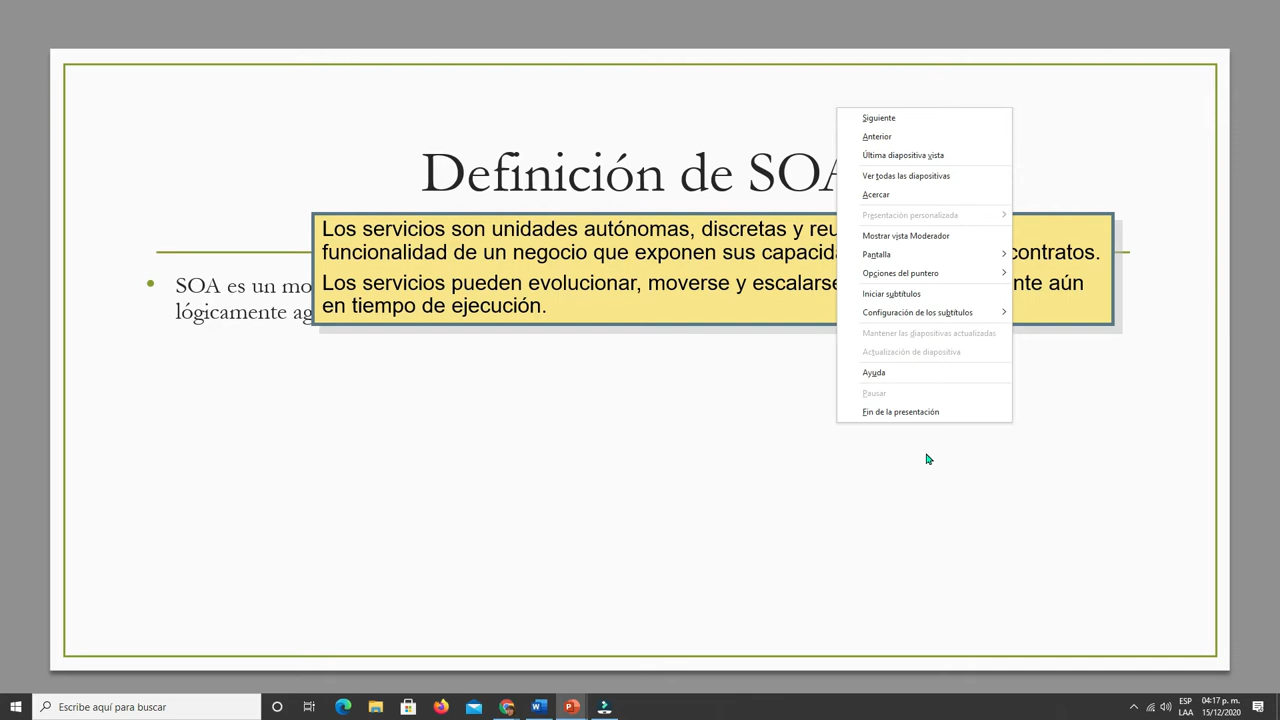 Definición de SOA
Los servicios son unidades autónomas, discretas y reu
funcionalidad de un negocio que exponen sus capacida contratos.
Los servicios pueden evolucionar, moverse y escalarse nte aún
en tiempo de ejecución.
SOA es un mo
lógicamente ag
Siguiente
Anterior
Última diapositiva vista
Ver todas las diapositivas
Acercar
Presentación personalizada
Mostrar vista Moderador
Pantalla
Opciones del puntero
Iniciar subtítulos
Configuración de los subtítulos
Mantener las diapositivas actualizadas
Actualización de diapositiva
Ayuda
Pausar
Fin de la presentación
Escribe aquí para buscar
ESP
LAA
04:17 p. m.
15/12/2020